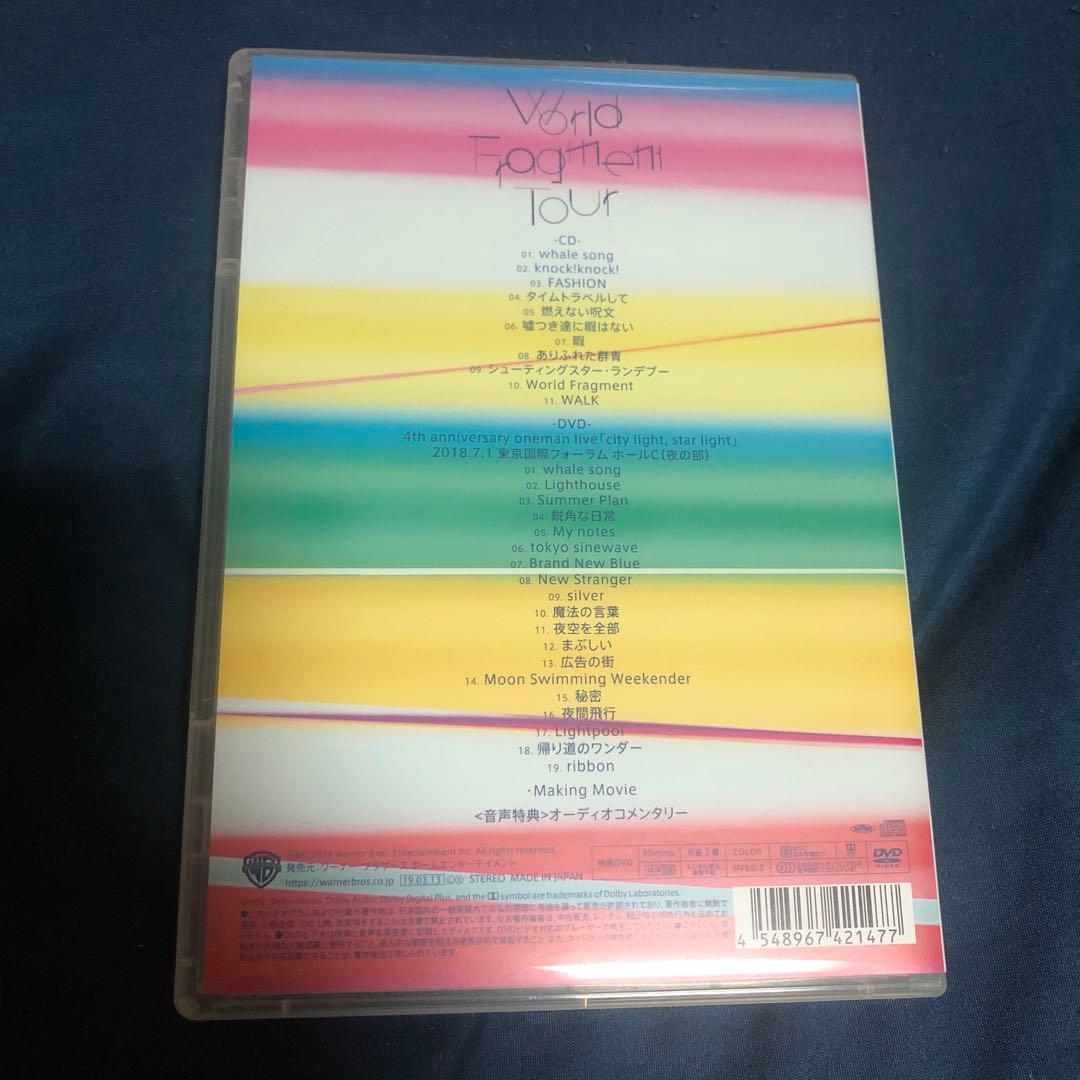 World
Fragment
Tour
-CD-
01. whale song
02. knock!knock!
03. FASHION
04. タイムトラベルして
05. 燃えない呪文
06. 嘘つき達に暇はない
07. 暇
08. ありふれた群青
09. シューティングスター・ランデブー
10. World Fragment
11. WALK
-DVD-
4th anniversary oneman live「city light, star light」
2018.7.1 東京国際フォーラム ホールC(夜の部)
01. whale song
02. Lighthouse
03. Summer Plan
04. 鋭角な日常
05. My notes
06. tokyo sinewave
07. Brand New Blue
08. New Stranger
09. silver
10. 魔法の言葉
11. 夜空を全部
12. まぶしい
13. 広告の街
14. Moon Swimming Weekender
15. 秘密
16. 夜間飛行
17. Lightpool
18. 帰り道のワンダー
19. ribbon
・Making Movie
<音声特典>オーディオコメンタリー
©&℗2019 Warner Bros. Entertainment Inc. All rights reserved.
発売元:ワーナー・ブラザース ホームエンターテイメント
https://warnerbros.co.jp 19.03.13 STEREO MADE IN JAPAN
特典DVD 99mins 片面2層 COLOR
MPEG-2
DVD
VIDEO
Dolby, Dolby Atmos, Dolby Audio, Dolby Digital Plus, and the symbol are trademarks of Dolby Laboratories.
4 548967 421477